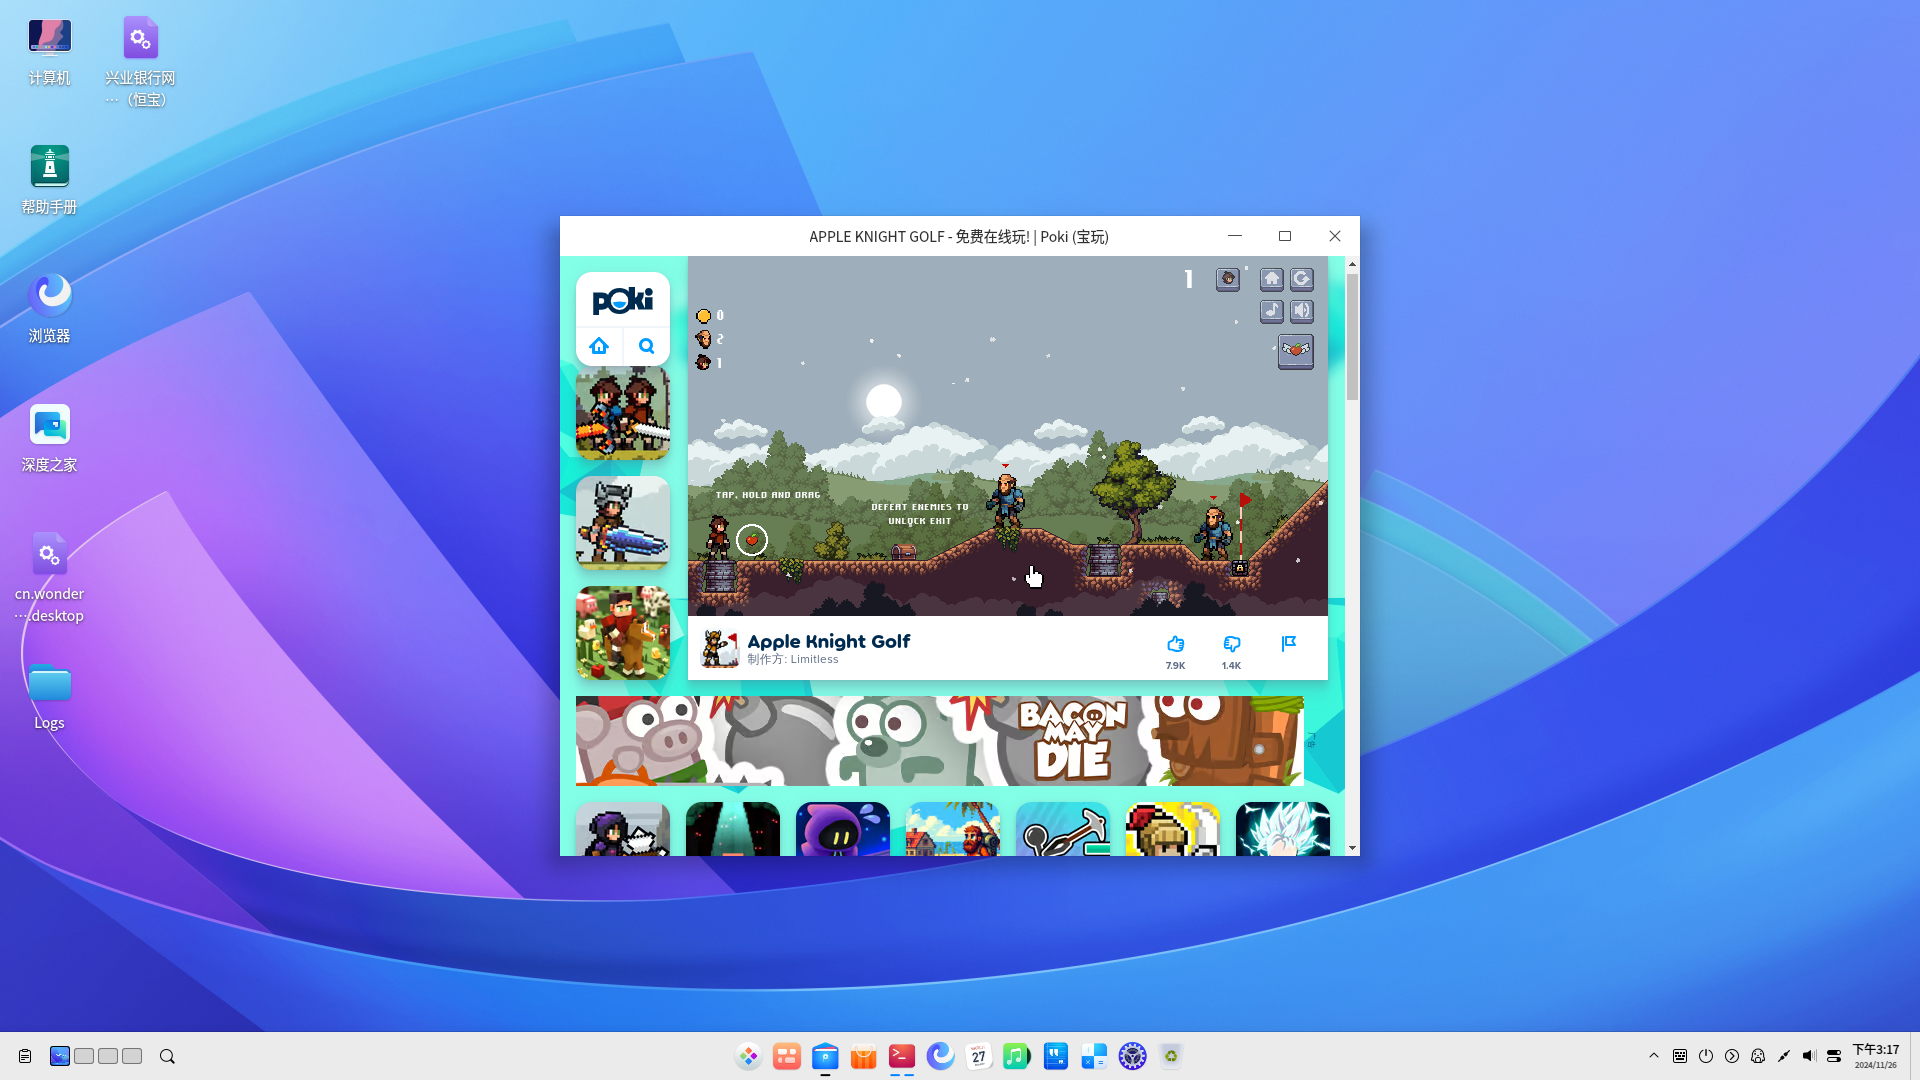 计算机
兴业银行网
…（恒宝）
帮助手册
浏览器
深度之家
cn.wonder
….desktop
Logs
APPLE KNIGHT GOLF - 免费在线玩! | Poki (宝玩)
poki
1
0
2
1
TAP, HOLD AND DRAG
DEFEAT ENEMIES TO
UNLOCK EXIT
Apple Knight Golf
制作方: Limitless
7.9K
1.4K
BACON
MAY
DIE
广告
27
下午3:17
2024/11/26